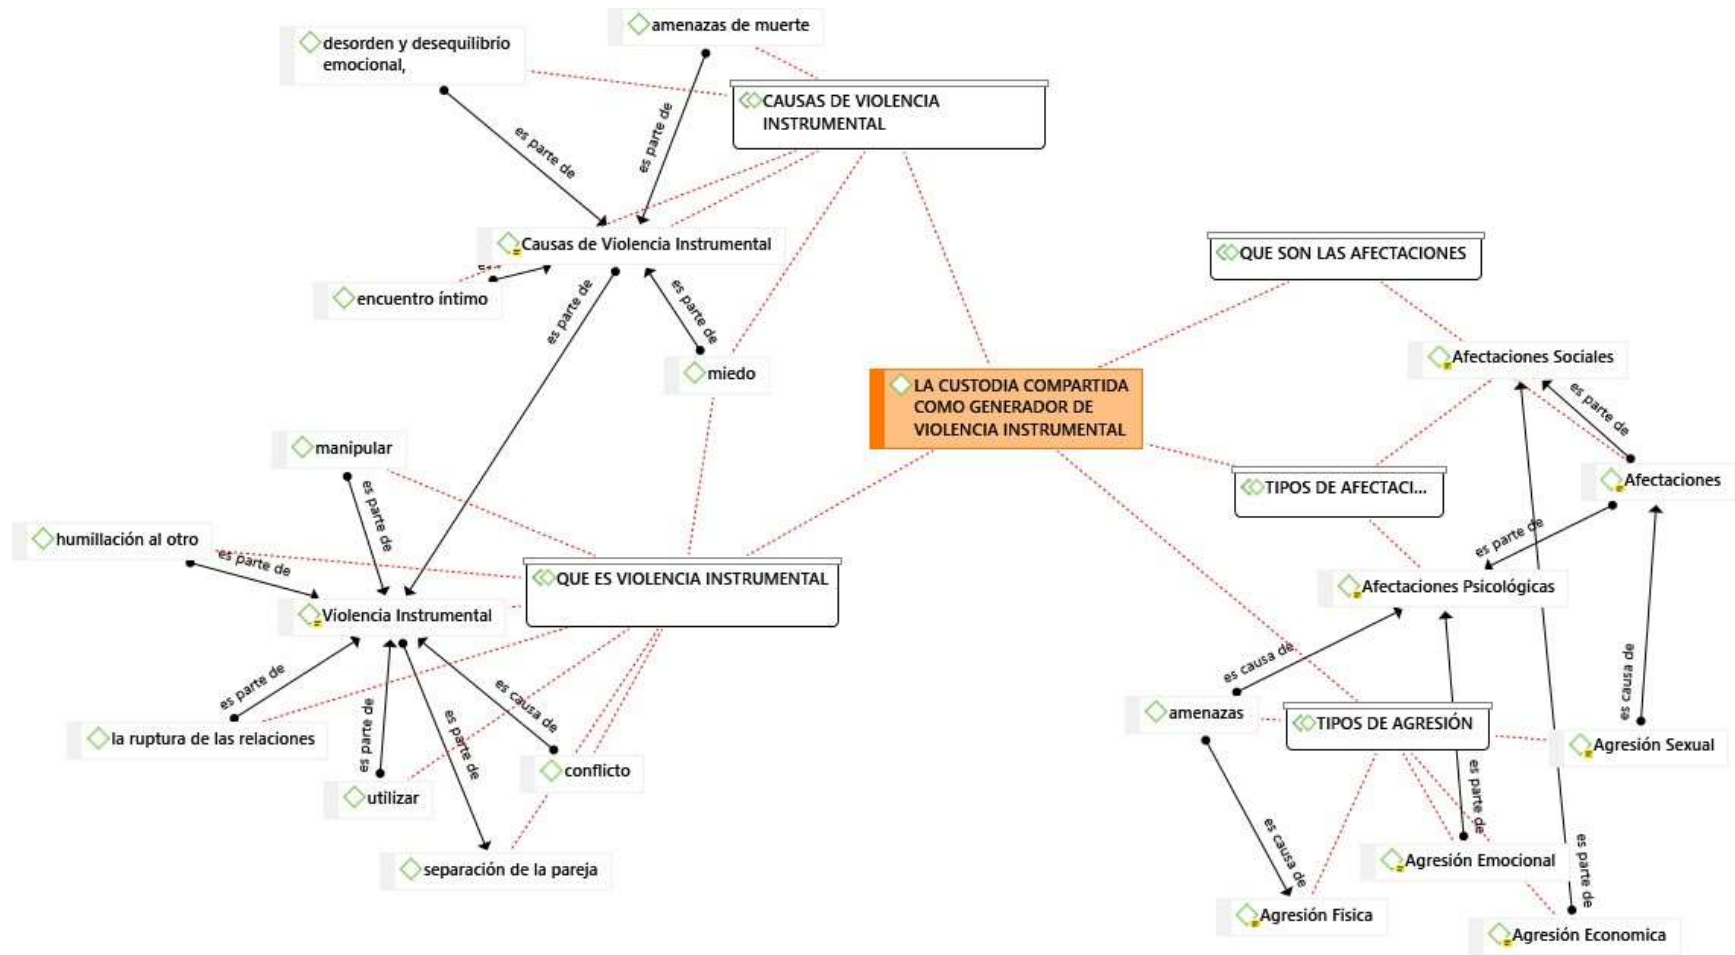 amenazas de muerte
desorden y desequilibrio
emocional,
CAUSAS DE VIOLENCIA
INSTRUMENTAL
es parte de
es parte de
Causas de Violencia Instrumental
QUE SON LAS AFECTACIONES
encuentro íntimo
es parte de
es parte de
miedo
Afectaciones Sociales
LA CUSTODIA COMPARTIDA
COMO GENERADOR DE
VIOLENCIA INSTRUMENTAL
es parte de
manipular
es parte de
TIPOS DE AFECTACI...
Afectaciones
humillación al otro
es parte de
es parte de
QUE ES VIOLENCIA INSTRUMENTAL
Afectaciones Psicológicas
Violencia Instrumental
es parte de
es causa de
es causa de
es causa de
amenazas
TIPOS DE AGRESIÓN
la ruptura de las relaciones
es parte de
es parte de
Agresión Sexual
conflicto
utilizar
es parte de
separación de la pareja
es causa de
Agresión Emocional
es parte de
Agresión Fisica
Agresión Economica